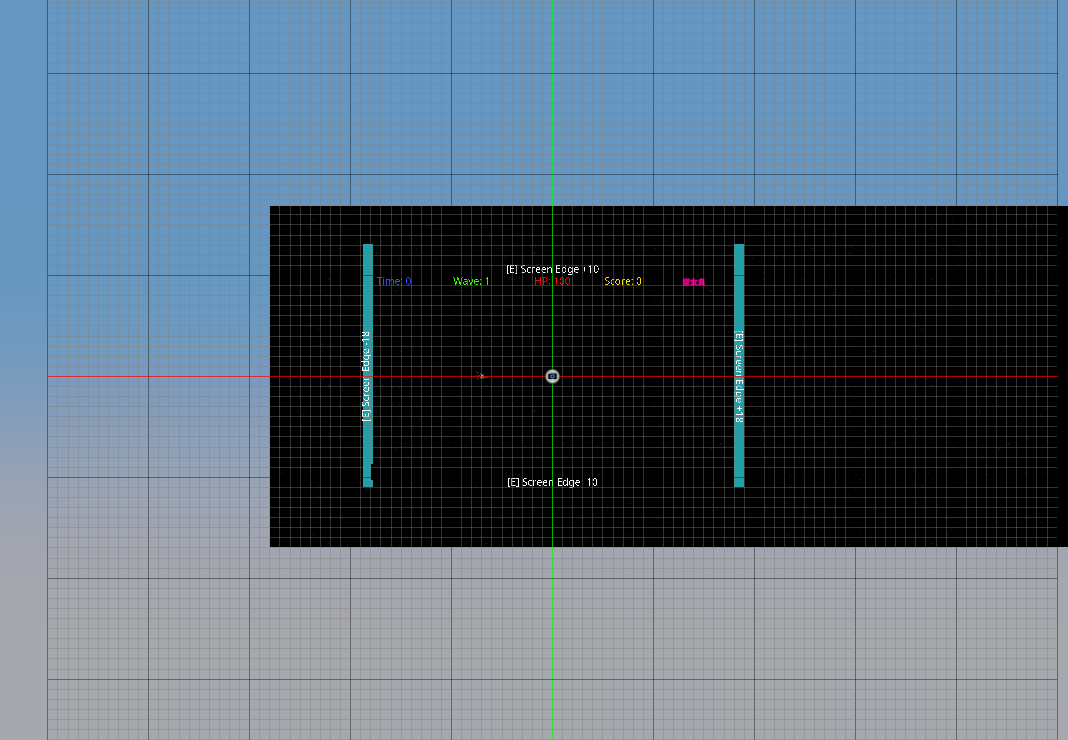 [E] Screen Edge +10
Time: 0 Wave: 1 HP: 100 Score: 0
[E] Screen Edge -18
[E] Screen Edge +18
[E] Screen Edge -10